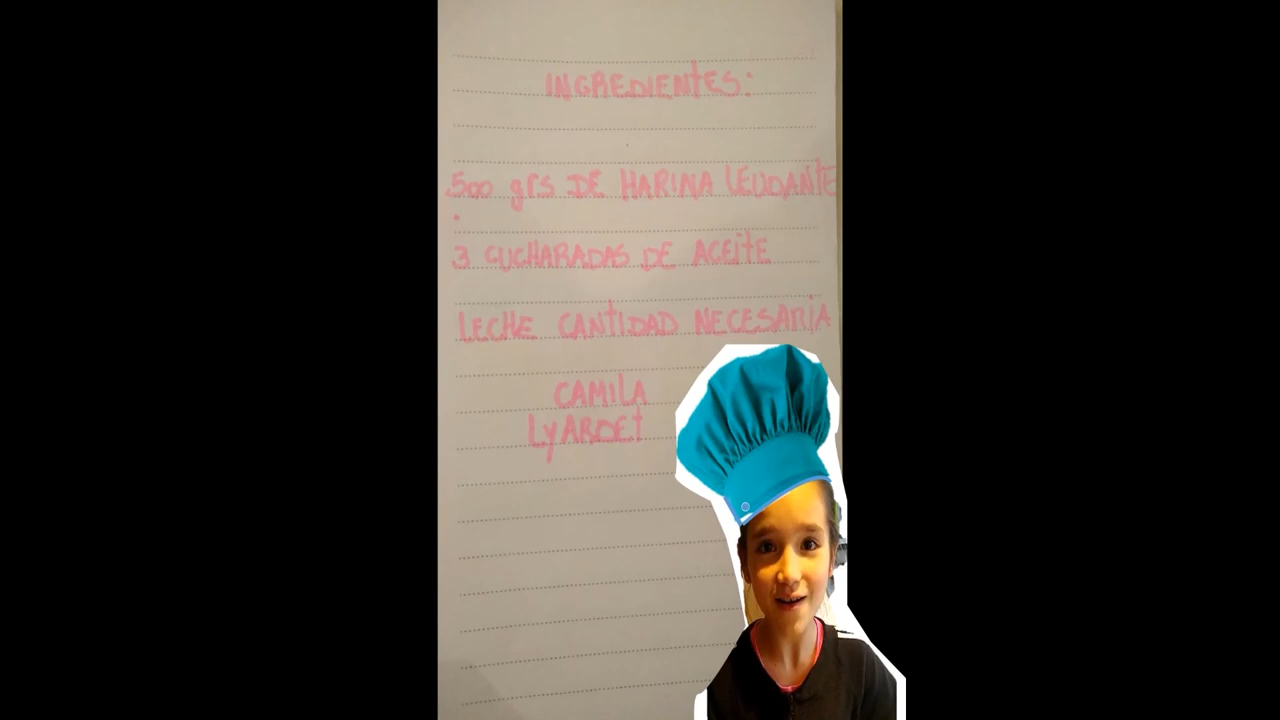 INGREDIENTES:
500 grs DE HARINA LEUDANTE
3 CUCHARADAS DE ACEITE
LECHE CANTIDAD NECESARIA
CAMILA
LYARDET